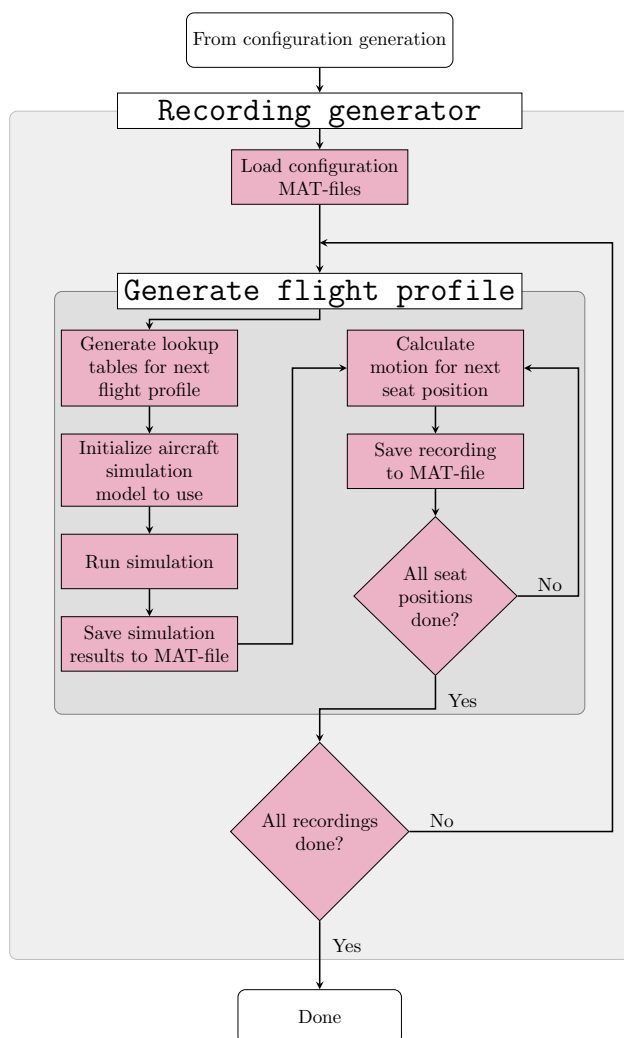 From configuration generation
Recording generator
Load configuration
MAT-files
Generate flight profile
Generate lookup
tables for next
flight profile
Initialize aircraft
simulation
model to use
Run simulation
Save simulation
results to MAT-file
Calculate
motion for next
seat position
Save recording
to MAT-file
All seat
positions
done?
No
Yes
All recordings
done?
No
Yes
Done